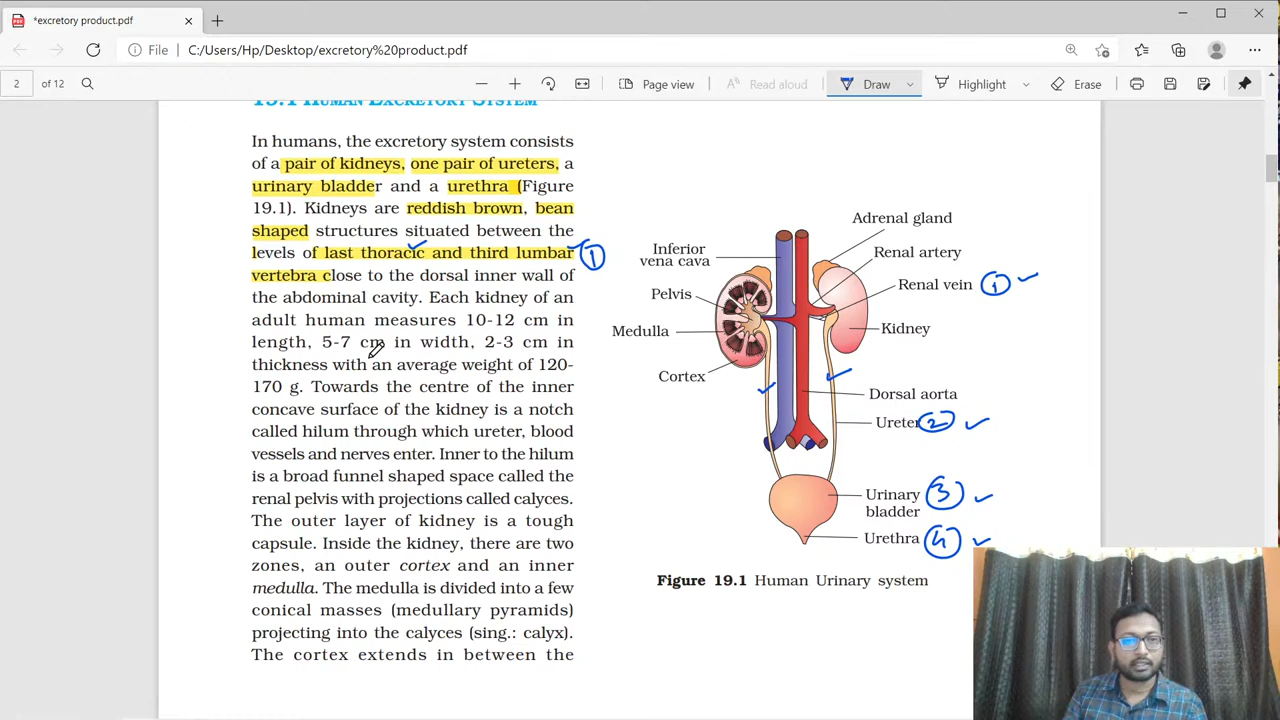 *excretory product.pdf
File
C:/Users/Hp/Desktop/excretory%20product.pdf
2 of 12
Page view
Read aloud
Draw
Highlight
Erase
19.1 HUMAN EXCRETORY SYSTEM
In humans, the excretory system consists
of a pair of kidneys, one pair of ureters, a
urinary bladder and a urethra (Figure
19.1). Kidneys are reddish brown, bean
shaped structures situated between the
levels of last thoracic and third lumbar
vertebra close to the dorsal inner wall of
the abdominal cavity. Each kidney of an
adult human measures 10-12 cm in
length, 5-7 cm in width, 2-3 cm in
thickness with an average weight of 120-
170 g. Towards the centre of the inner
concave surface of the kidney is a notch
called hilum through which ureter, blood
vessels and nerves enter. Inner to the hilum
is a broad funnel shaped space called the
renal pelvis with projections called calyces.
The outer layer of kidney is a tough
capsule. Inside the kidney, there are two
zones, an outer cortex and an inner
medulla. The medulla is divided into a few
conical masses (medullary pyramids)
projecting into the calyces (sing.: calyx).
The cortex extends in between the
1
Adrenal gland
Inferior
vena cava
Renal artery
Renal vein 1
Pelvis
Medulla
Kidney
Cortex
Dorsal aorta
Ureter 2
Urinary 3
bladder
Urethra 4
Figure 19.1 Human Urinary system